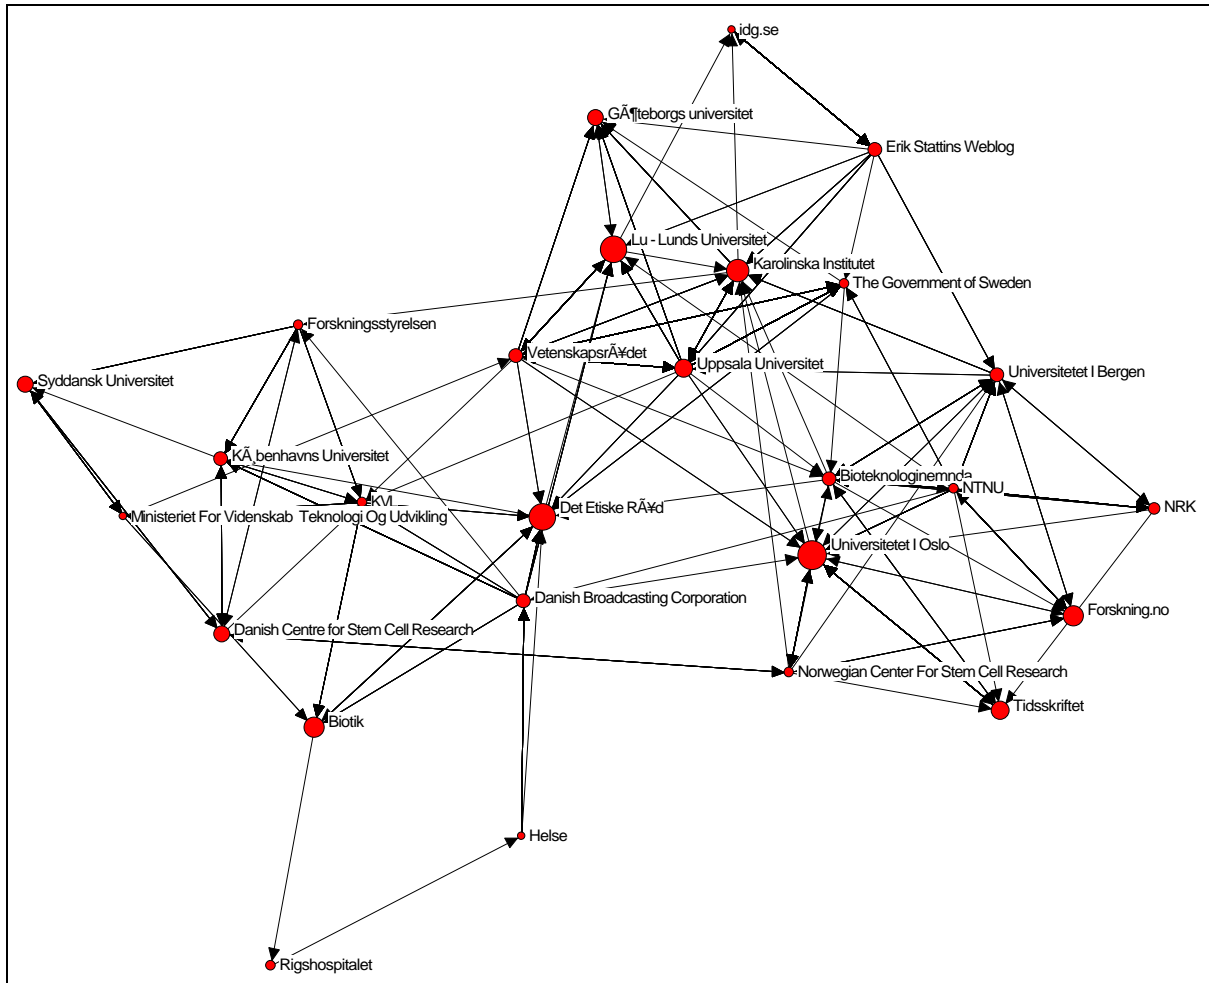 idg.se
GÃ¶teborgs universitet
Erik Stattins Weblog
Lu - Lunds Universitet
Karolinska Institutet
The Government of Sweden
Forskningsstyrelsen
VetenskapsrÃ¥det
Uppsala Universitet
Universitetet I Bergen
Syddansk Universitet
KÃ¸benhavns Universitet
Bioteknologinemnda
NTNU
KVL
Det Etiske RÃ¥d
NRK
Ministeriet For Videnskab Teknologi Og Udvikling
Universitetet I Oslo
Danish Broadcasting Corporation
Forskning.no
Danish Centre for Stem Cell Research
Norwegian Center For Stem Cell Research
Tidsskriftet
Biotik
Helse
Rigshospitalet